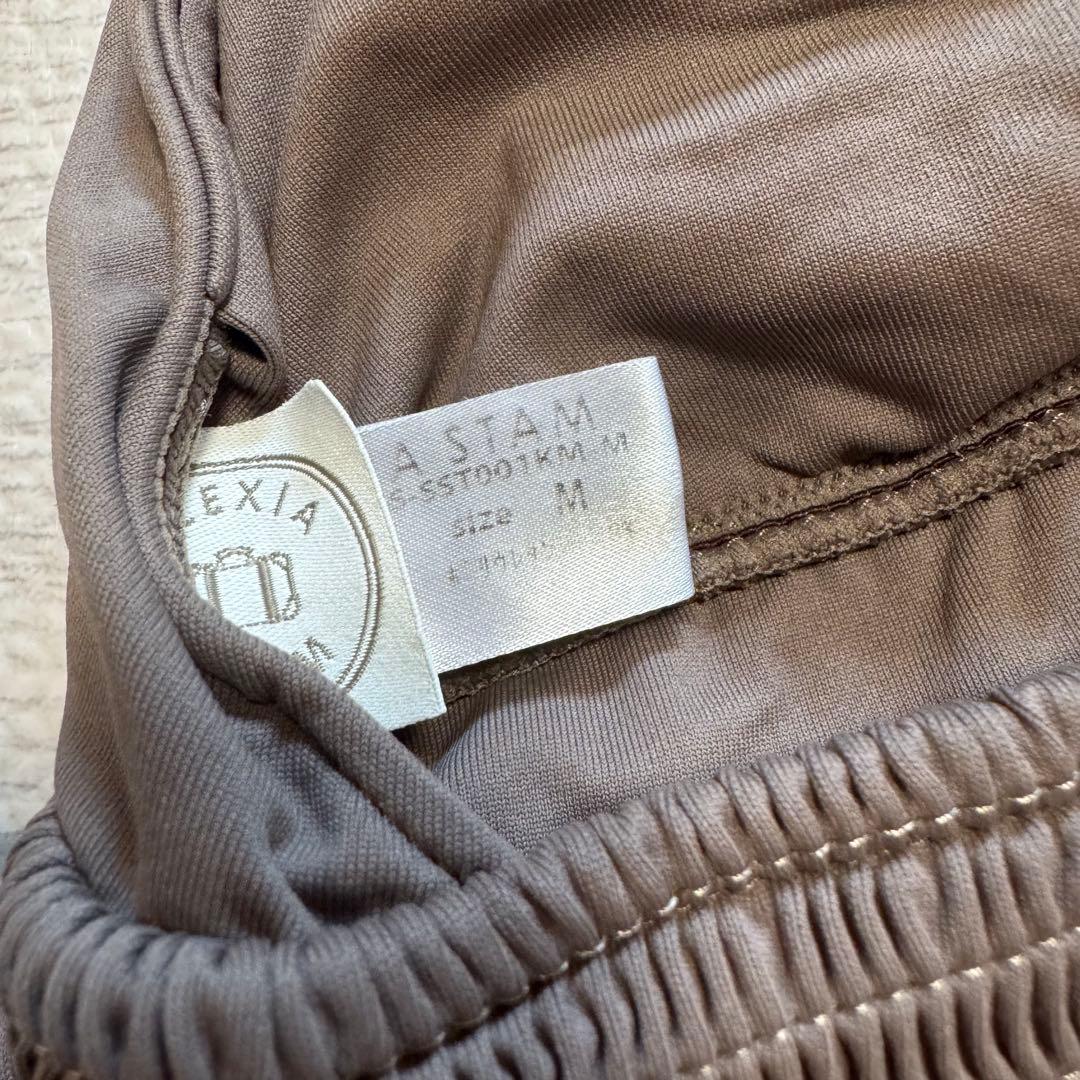 LEXIA
A STAM
S-SST001KM M
size M